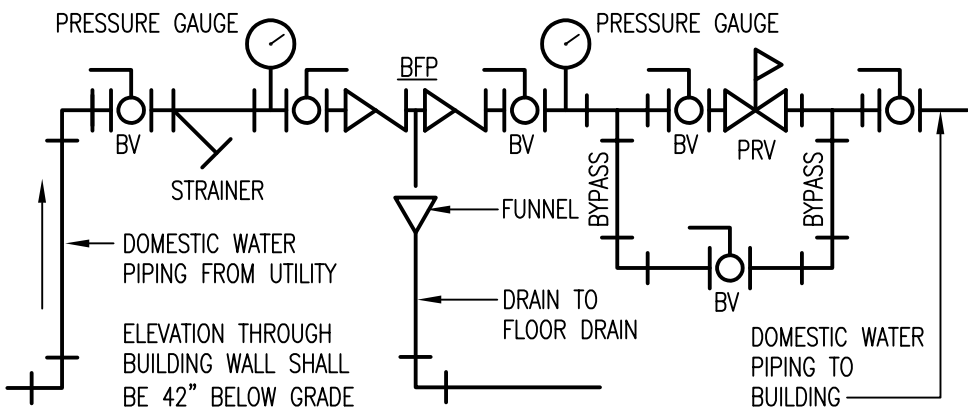 PRESSURE GAUGE
PRESSURE GAUGE
BFP
BV
BV
BV
PRV
STRAINER
BYPASS
BYPASS
FUNNEL
DOMESTIC WATER
PIPING FROM UTILITY
BV
DRAIN TO
FLOOR DRAIN
ELEVATION THROUGH
BUILDING WALL SHALL
BE 42" BELOW GRADE
DOMESTIC WATER
PIPING TO
BUILDING